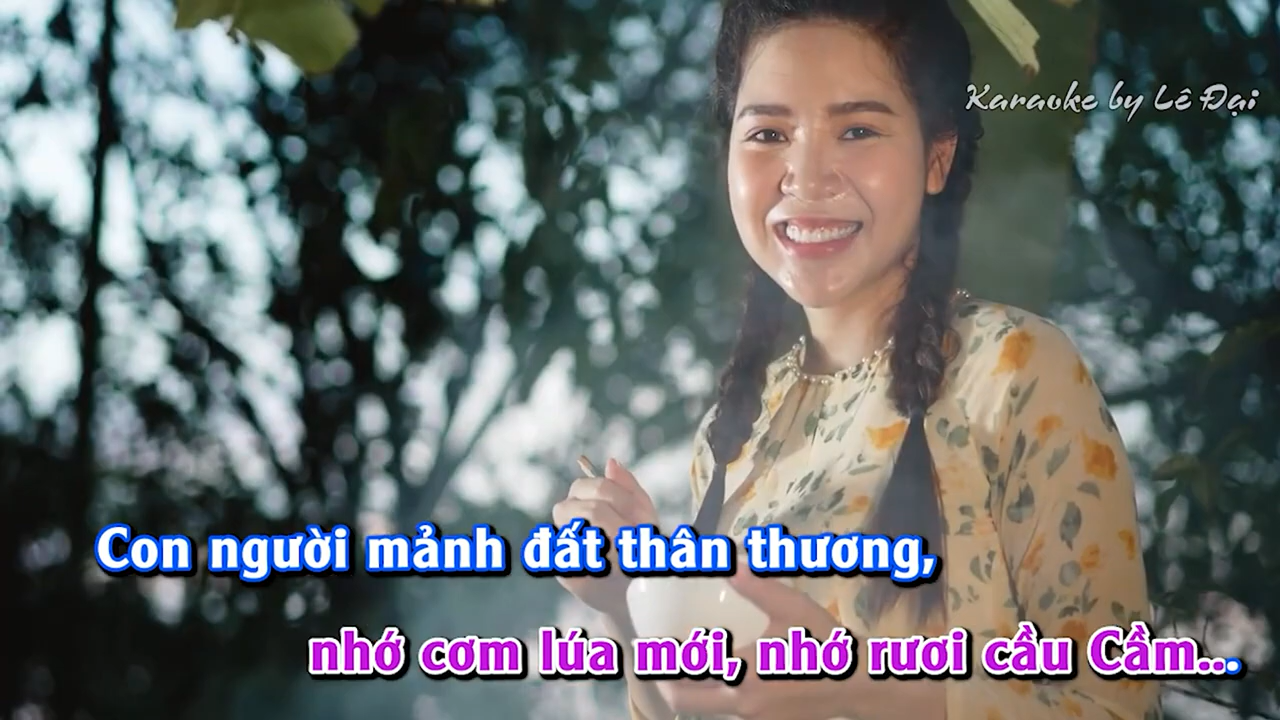 Karaoke by Lê Đại
Con người mảnh đất thân thương,
nhớ cơm lúa mới, nhớ rươi cầu Cầm...